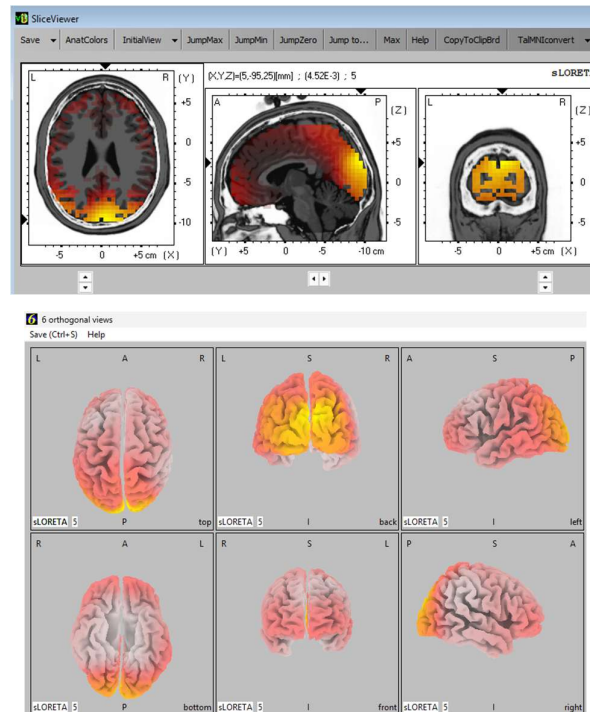 SliceViewer
Save AnatColors InitialView JumpMax JumpMin JumpZero Jump to... Max Help CopyToClipBrd TalMNIconvert
L R (Y) (X,Y,Z)=(5,-95,25)[mm] ; (4.52E-3) ; 5 sLORET
A P (Z) L R (Z)
+5 +5 +5
0 0 0
-5 -5 -5
-10
-5 0 +5 cm (X) (Y) +5 0 -5 -10 cm -5 0 +5 cm (X)
6 6 orthogonal views
Save (Ctrl+S) Help
L A R L S R A S P
sLORETA 5 P top sLORETA 5 I back sLORETA 5 I left
R A L R S L P S A
sLORETA 5 P bottom sLORETA 5 I front sLORETA 5 I right